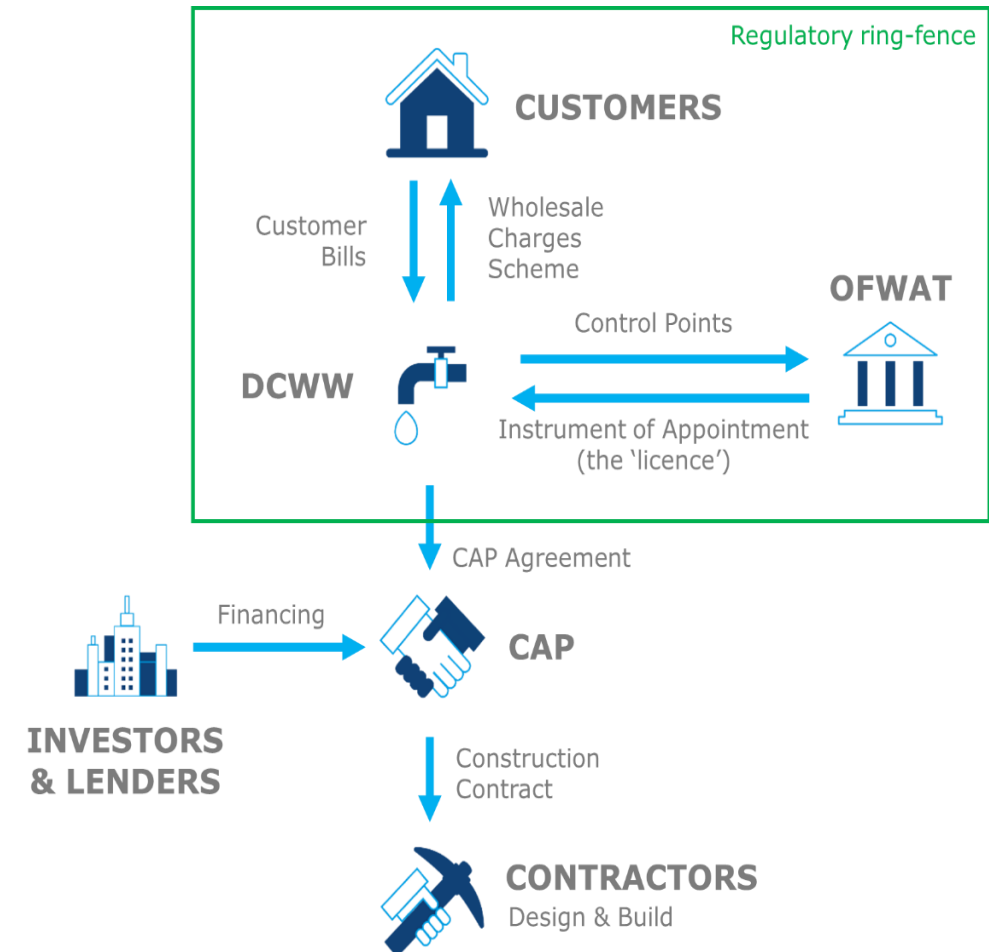 Regulatory ring-fence
CUSTOMERS
Customer
Bills
Wholesale
Charges
Scheme
OFWAT
Control Points
DCWW
Instrument of Appointment
(the ‘licence’)
CAP Agreement
Financing
CAP
INVESTORS
& LENDERS
Construction
Contract
CONTRACTORS
Design & Build